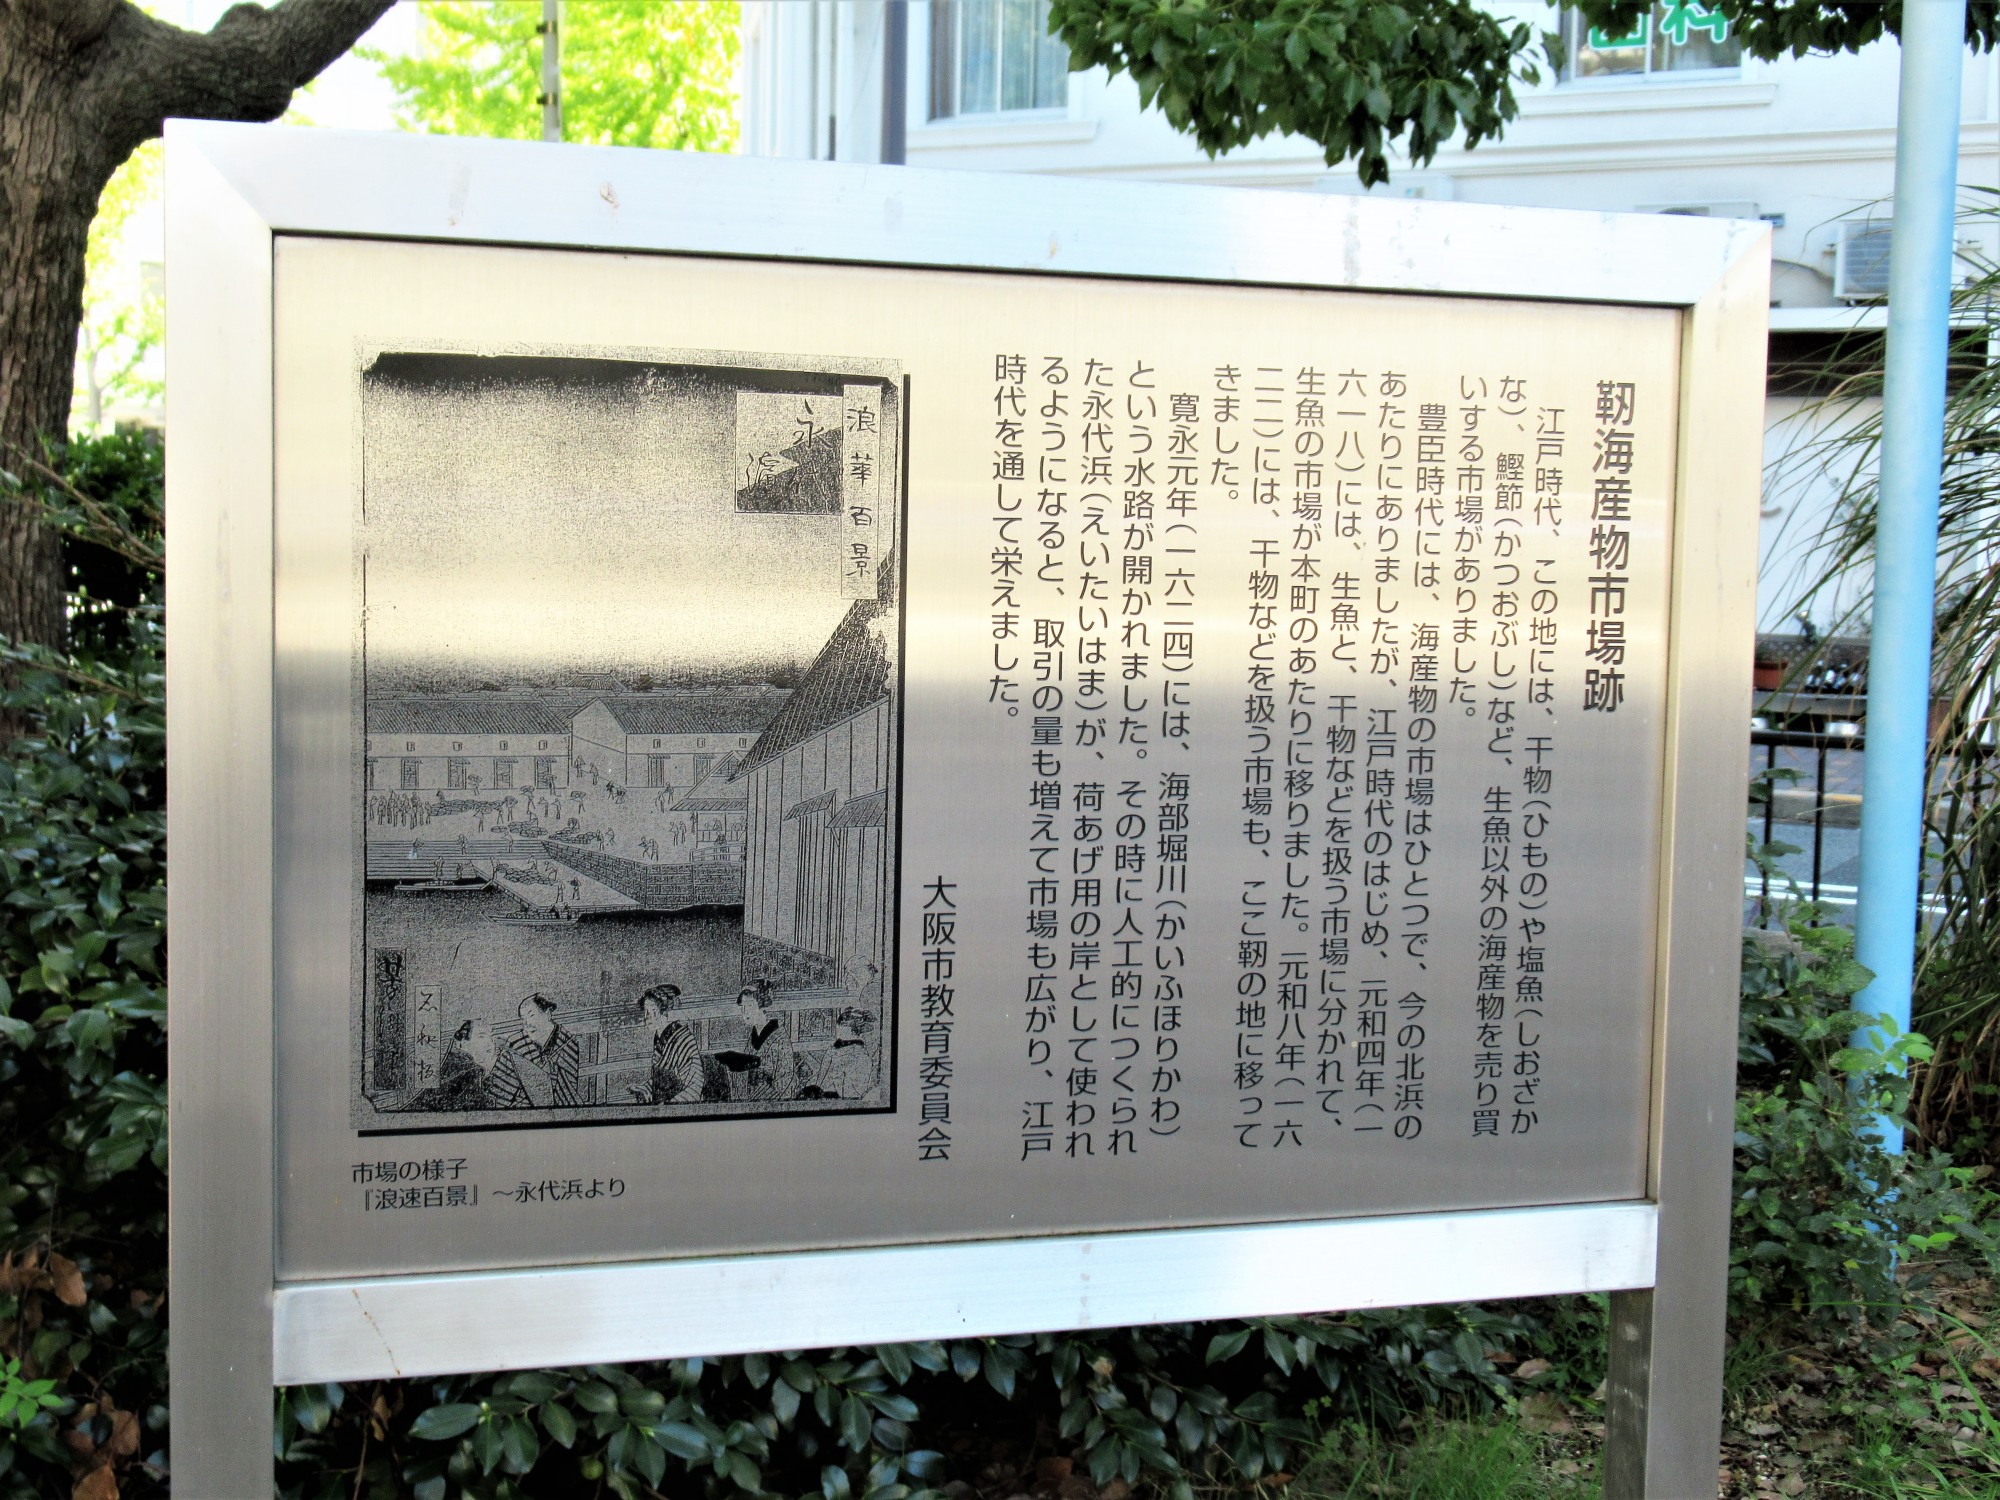 靭海産物市場跡
江戸時代、この地には、干物(ひもの)や塩魚(しおざか
な)、鰹節(かつおぶし)など、生魚以外の海産物を売り買
いする市場がありました。
豊臣時代には、海産物の市場はひとつで、今の北浜の
あたりにありましたが、江戸時代のはじめ、元和四年(一
六一八)には、生魚と、干物などを扱う市場に分かれて、
生魚の市場が本町のあたりに移りました。元和八年(一六
二二)には、干物などを扱う市場も、ここ靭の地に移って
きました。
寛永元年(一六二四)には、海部堀川(かいふほりかわ)
という水路が開かれました。その時に人工的につくられ
た永代浜(えいたいはま)が、荷あげ用の岸として使われ
るようになると、取引の量も増えて市場も広がり、江戸
時代を通して栄えました。
大阪市教育委員会
浪華百景
永代濱
市場の様子
『浪速百景』～永代浜より
歯科